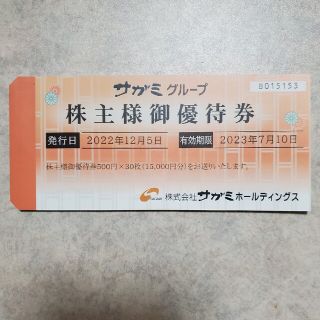 サガミグループ
B015153
株主様御優待券
発行日 2022年12月5日 有効期限 2023年7月10日
株主様御優待券500円×30枚(15,000円分)をお送りいたします。
株式会社サガミホールディングス